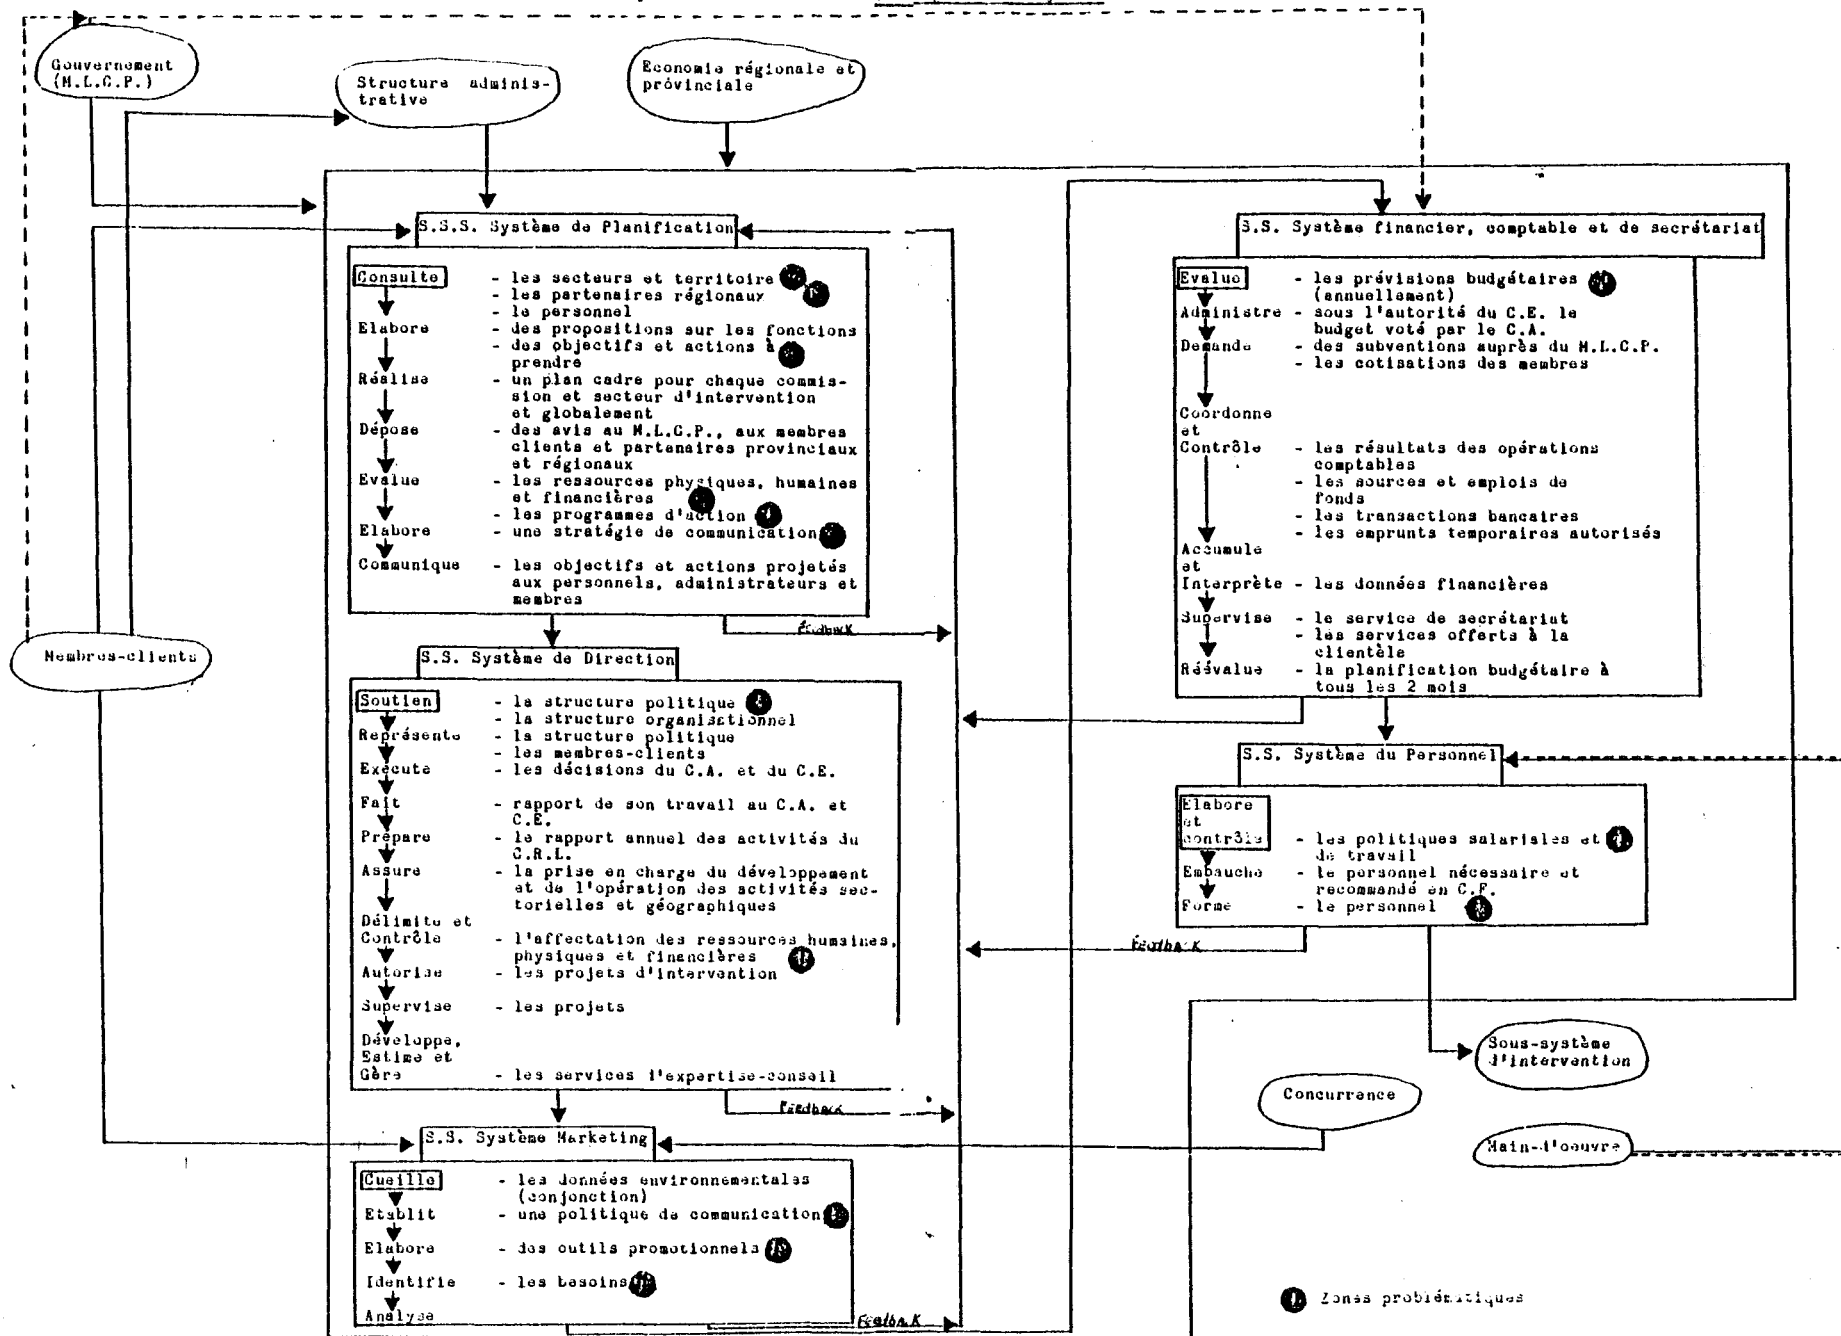 Gouvernement
(M.L.C.P.)
Structure adminis-
trative
Economie régionale et
provinciale
Membres-clients
S.S.S. Système de Planification
Consulte - les secteurs et territoire
- les partenaires régionaux
- le personnel
Elabore - des propositions sur les fonctions
- des objectifs et actions à
prendre
Réalise - un plan cadre pour chaque commis-
sion et secteur d'intervention
et globalement
Dépose - des avis au M.L.C.P., aux membres
clients et partenaires provinciaux
et régionaux
Evalue - les ressources physiques, humaines
et financières
- les programmes d'action
Elabore - une stratégie de communication
Communique - les objectifs et actions projetés
aux personnels, administrateurs et
membres
Feedback
S.S. Système de Direction
Soutien - la structure politique
- la structure organisationnel
Représente - la structure politique
- les membres-clients
Exécute - les décisions du C.A. et du C.E.
Fait - rapport de son travail au C.A. et
C.E.
Prépare - le rapport annuel des activités du
C.R.L.
Assure - la prise en charge du développement
et de l'opération des activités sec-
torielles et géographiques
Délimite et
Contrôle - l'affectation des ressources humaines,
physiques et financières
Autorise - les projets d'intervention
Supervise - les projets
Développe,
Estime et
Gère - les services d'expertise-conseil
Feedback
S.S. Système Marketing
Cueille - les données environnementales
(conjonction)
Etablit - une politique de communication
Elabore - des outils promotionnels
Identifie - les besoins
Analyse
Feedback
S.S. Système financier, comptable et de secrétariat
Evalue - les prévisions budgétaires
(annuellement)
Administre - sous l'autorité du C.E. le
budget voté par le C.A.
Demande - des subventions auprès du M.L.C.P.
- les cotisations des membres
Coordonne
et
Contrôle - les résultats des opérations
comptables
- les sources et emplois de
fonds
- les transactions bancaires
- les emprunts temporaires autorisés
Accumule
et
Interprète - les données financières
Supervise - le service de secrétariat
- les services offerts à la
clientèle
Réévalue - la planification budgétaire à
tous les 2 mois
S.S. Système du Personnel
Elabore
et
contrôle - les politiques salariales et
de travail
Embauche - le personnel nécessaire et
recommandé en C.E.
Forme - le personnel
Feedback
Sous-système
d'intervention
Concurrence
Main-d'oeuvre
Zones problématiques